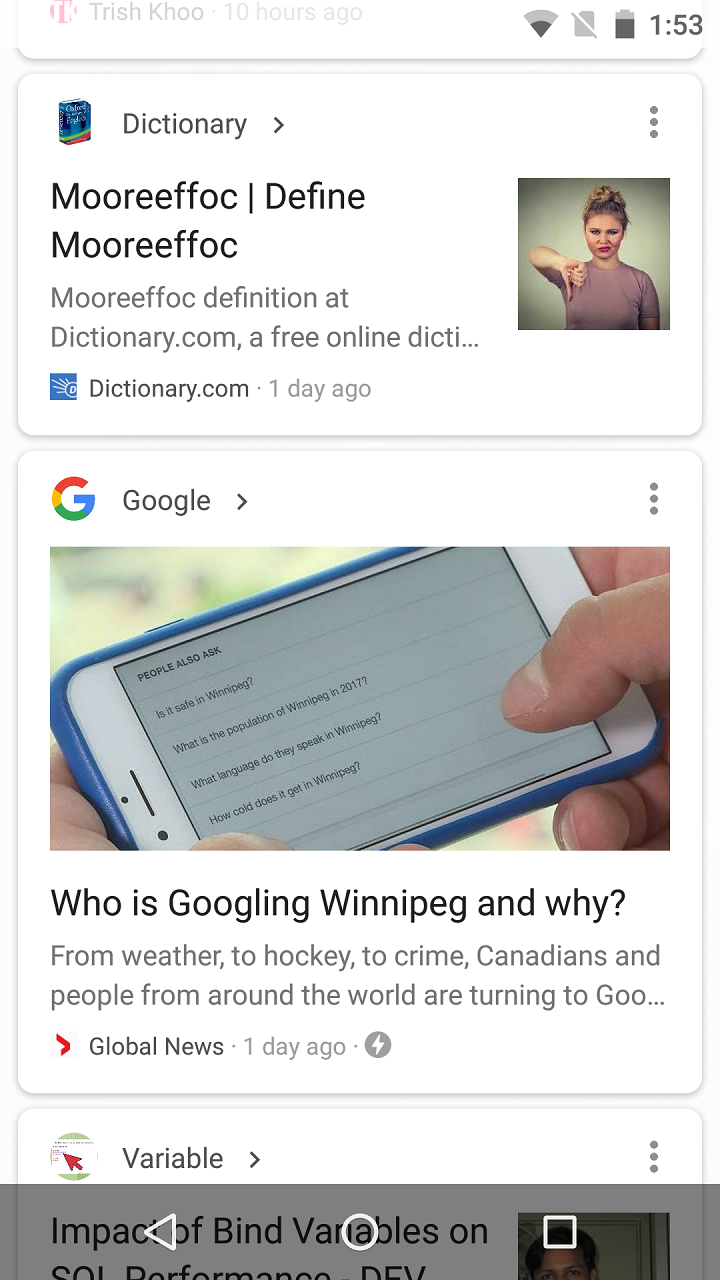 Trish Khoo · 10 hours ago
1:53
Dictionary
Mooreeffoc | Define
Mooreeffoc
Mooreeffoc definition at
Dictionary.com, a free online dicti...
Dictionary.com · 1 day ago
Google
PEOPLE ALSO ASK
Is it safe in Winnipeg?
What is the population of Winnipeg in 2017?
What language do they speak in Winnipeg?
How cold does it get in Winnipeg?
Who is Googling Winnipeg and why?
From weather, to hockey, to crime, Canadians and
people from around the world are turning to Goo...
Global News · 1 day ago ·
Variable
Impact of Bind Variables on
SQL Performance - DEV